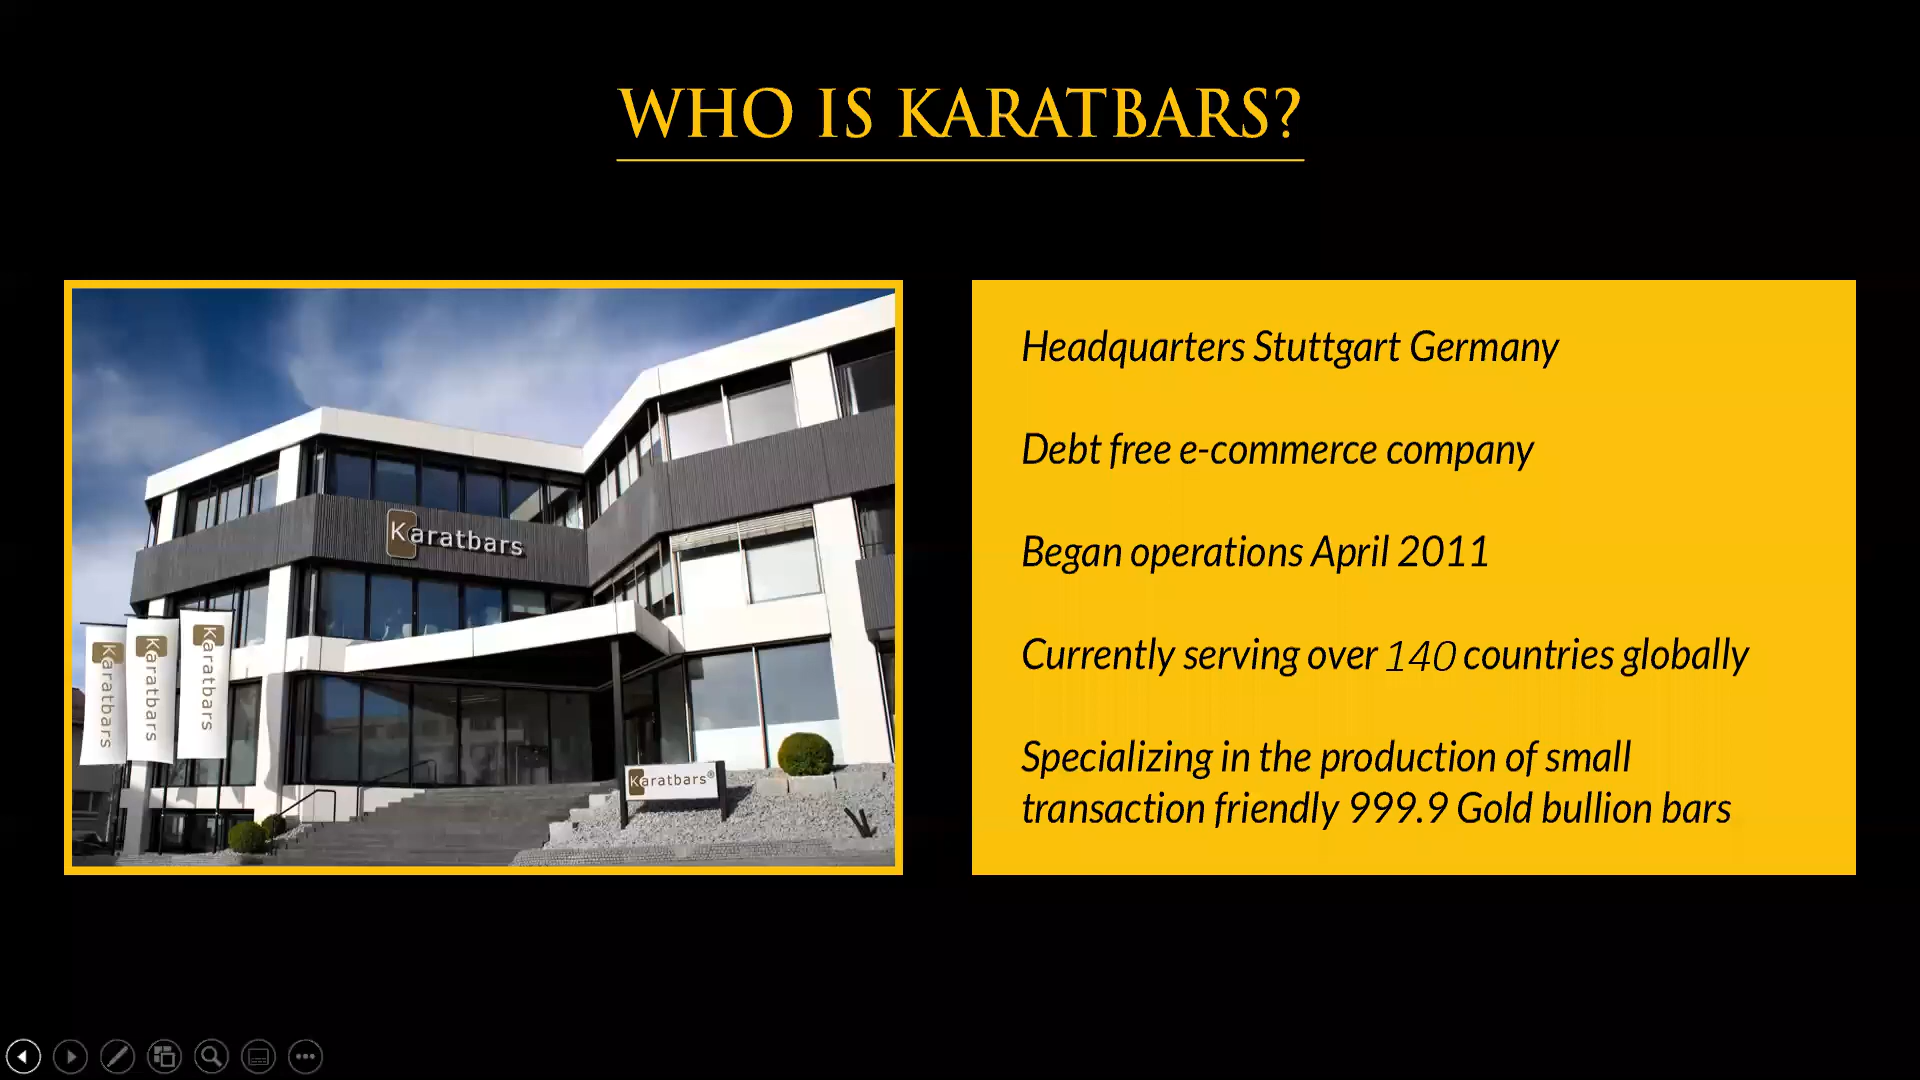 WHO IS KARATBARS?
Karatbars
Karatbars
Karatbars
Karatbars
Karatbars®
Headquarters Stuttgart Germany
Debt free e-commerce company
Began operations April 2011
Currently serving over 140 countries globally
Specializing in the production of small
transaction friendly 999.9 Gold bullion bars